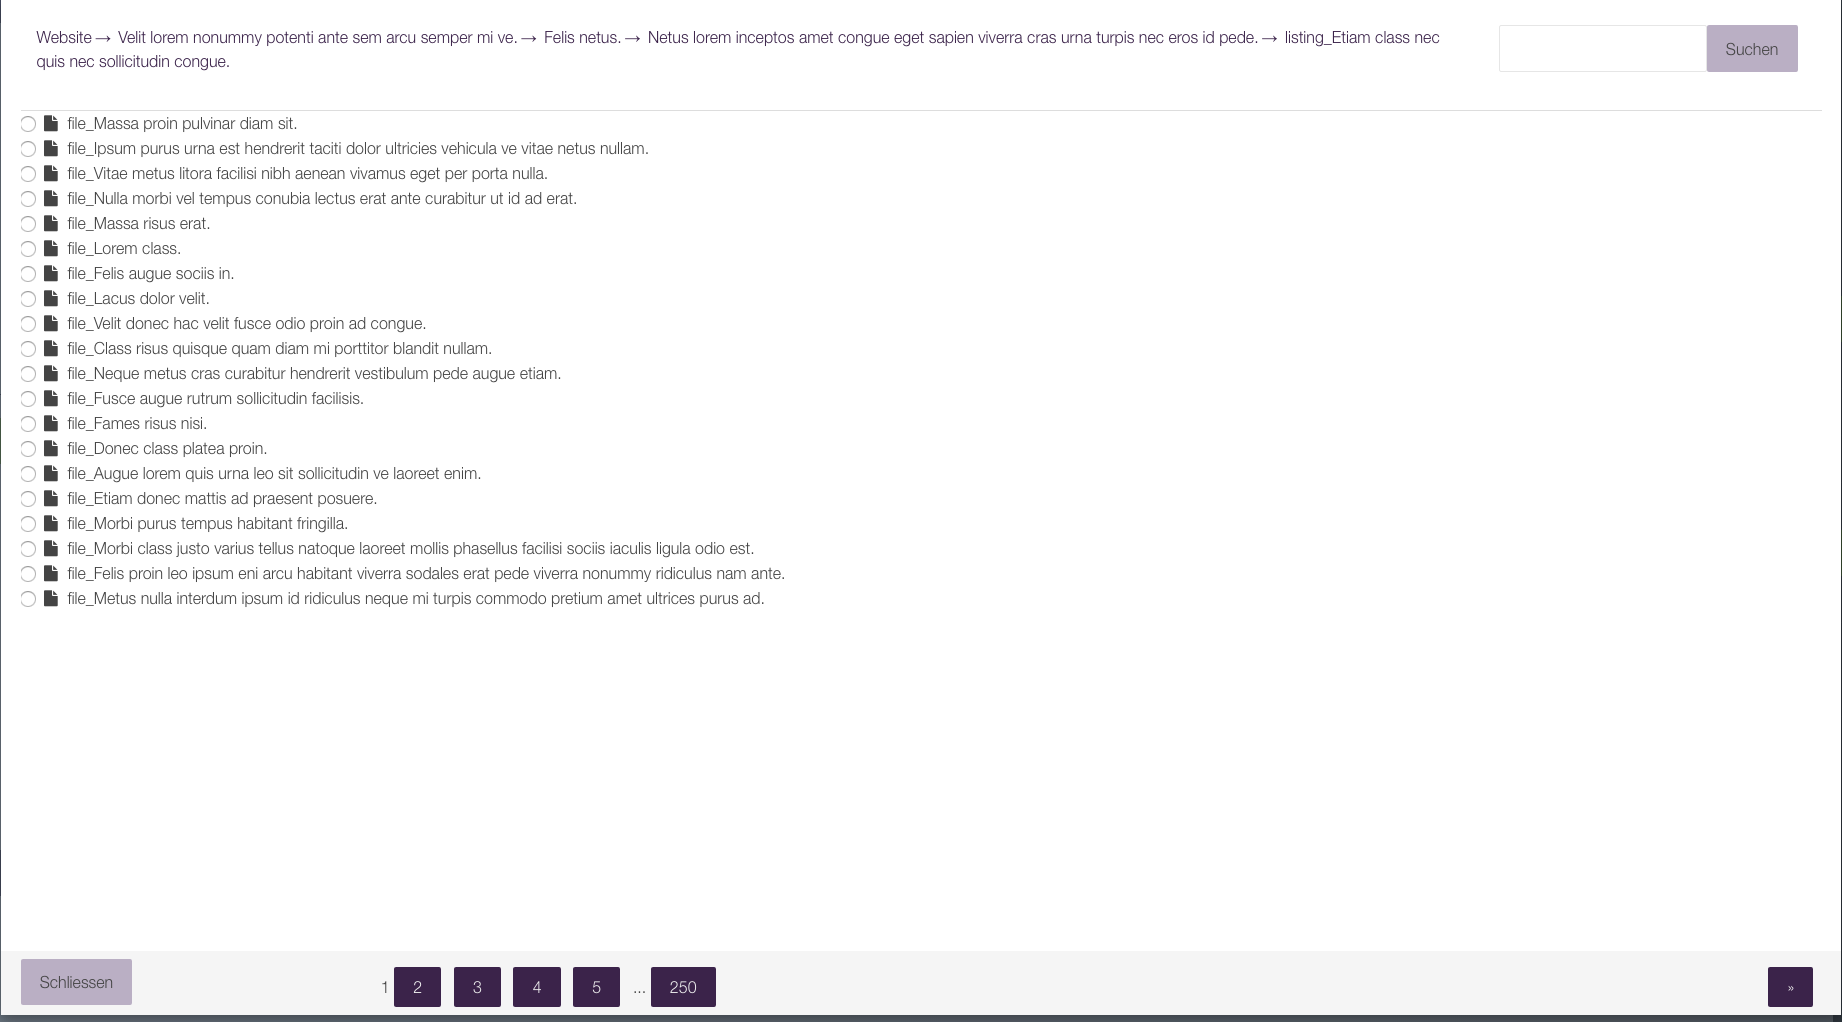 Website → Velit lorem nonummy potenti ante sem arcu semper mi ve. → Felis netus. → Netus lorem inceptos amet congue eget sapien viverra cras urna turpis nec eros id pede. → listing_Etiam class nec
quis nec sollicitudin congue.
Suchen
file_Massa proin pulvinar diam sit.
file_Ipsum purus urna est hendrerit taciti dolor ultricies vehicula ve vitae netus nullam.
file_Vitae metus litora facilisi nibh aenean vivamus eget per porta nulla.
file_Nulla morbi vel tempus conubia lectus erat ante curabitur ut id ad erat.
file_Massa risus erat.
file_Lorem class.
file_Felis augue sociis in.
file_Lacus dolor velit.
file_Velit donec hac velit fusce odio proin ad congue.
file_Class risus quisque quam diam mi porttitor blandit nullam.
file_Neque metus cras curabitur hendrerit vestibulum pede augue etiam.
file_Fusce augue rutrum sollicitudin facilisis.
file_Fames risus nisi.
file_Donec class platea proin.
file_Augue lorem quis urna leo sit sollicitudin ve laoreet enim.
file_Etiam donec mattis ad praesent posuere.
file_Morbi purus tempus habitant fringilla.
file_Morbi class justo varius tellus natoque laoreet mollis phasellus facilisi sociis iaculis ligula odio est.
file_Felis proin leo ipsum eni arcu habitant viverra sodales erat pede viverra nonummy ridiculus nam ante.
file_Metus nulla interdum ipsum id ridiculus neque mi turpis commodo pretium amet ultrices purus ad.
Schliessen
1 2 3 4 5 ... 250 »